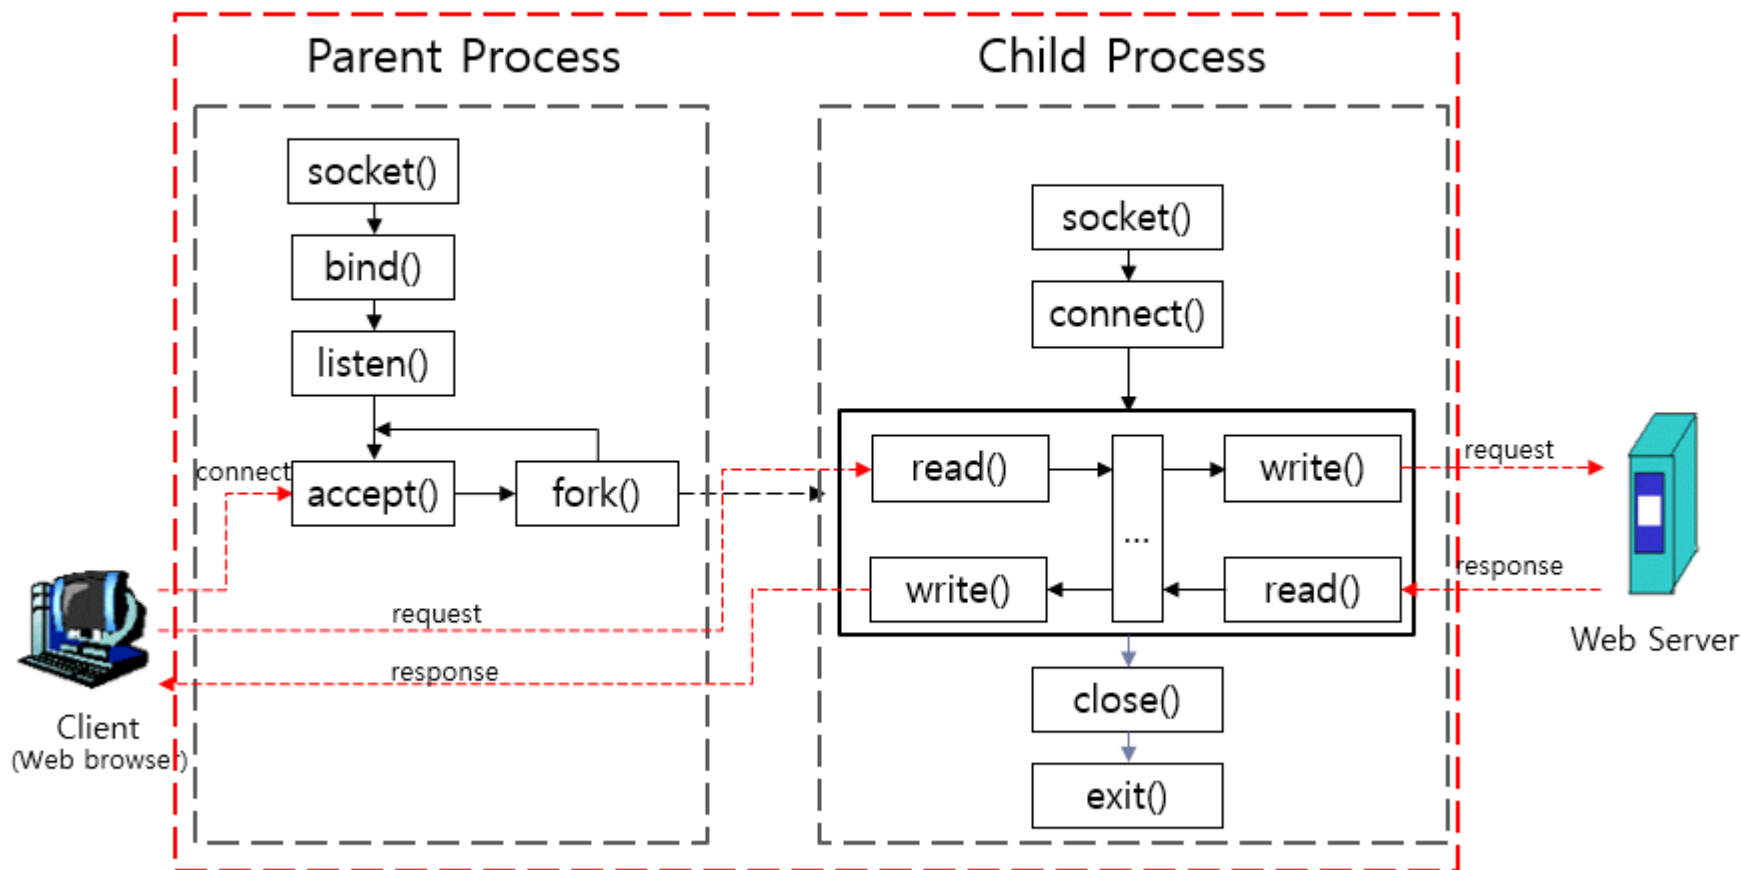 Parent Process
Child Process
socket()
bind()
listen()
connect
accept()
fork()
socket()
connect()
read()
...
write()
write()
read()
request
response
request
response
close()
exit()
Client
(Web browser)
Web Server